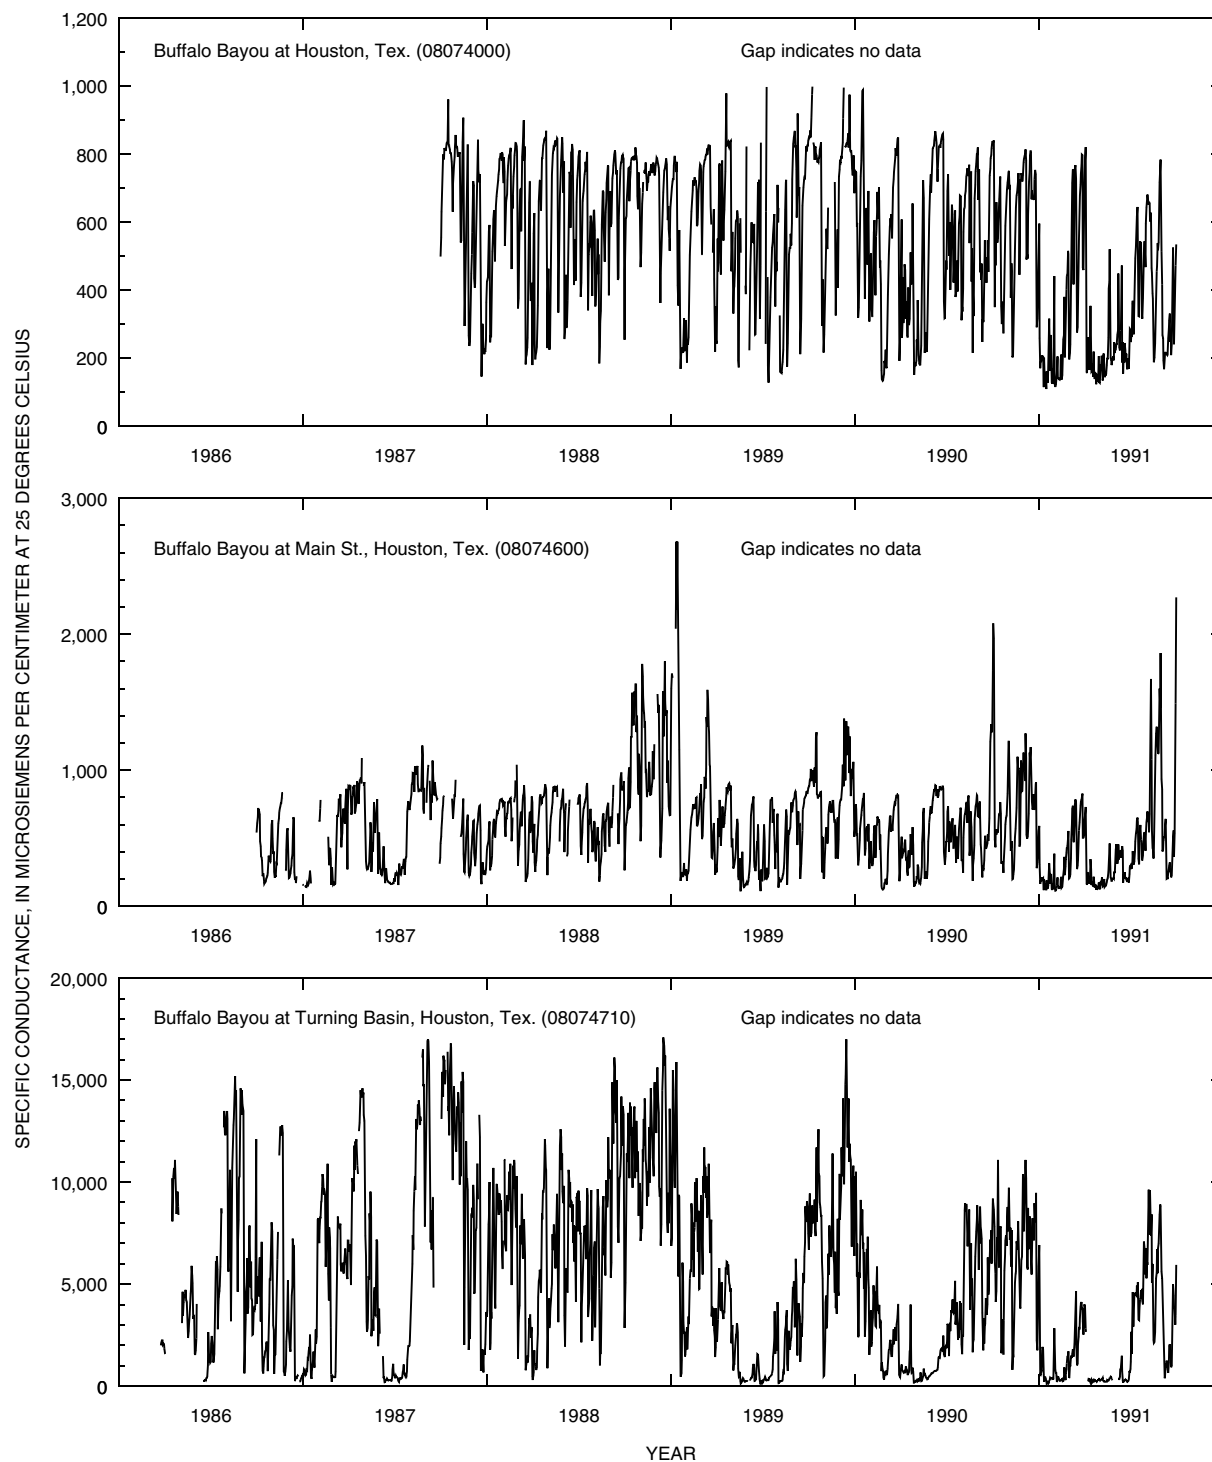 SPECIFIC CONDUCTANCE, IN MICROSIEMENS PER CENTIMETER AT 25 DEGREES CELSIUS
1,200
Buffalo Bayou at Houston, Tex. (08074000) Gap indicates no data
1,000
800
600
400
200
0
1986 1987 1988 1989 1990 1991
3,000
Buffalo Bayou at Main St., Houston, Tex. (08074600) Gap indicates no data
2,000
1,000
0
1986 1987 1988 1989 1990 1991
20,000
Buffalo Bayou at Turning Basin, Houston, Tex. (08074710) Gap indicates no data
15,000
10,000
5,000
0
1986 1987 1988 1989 1990 1991
YEAR